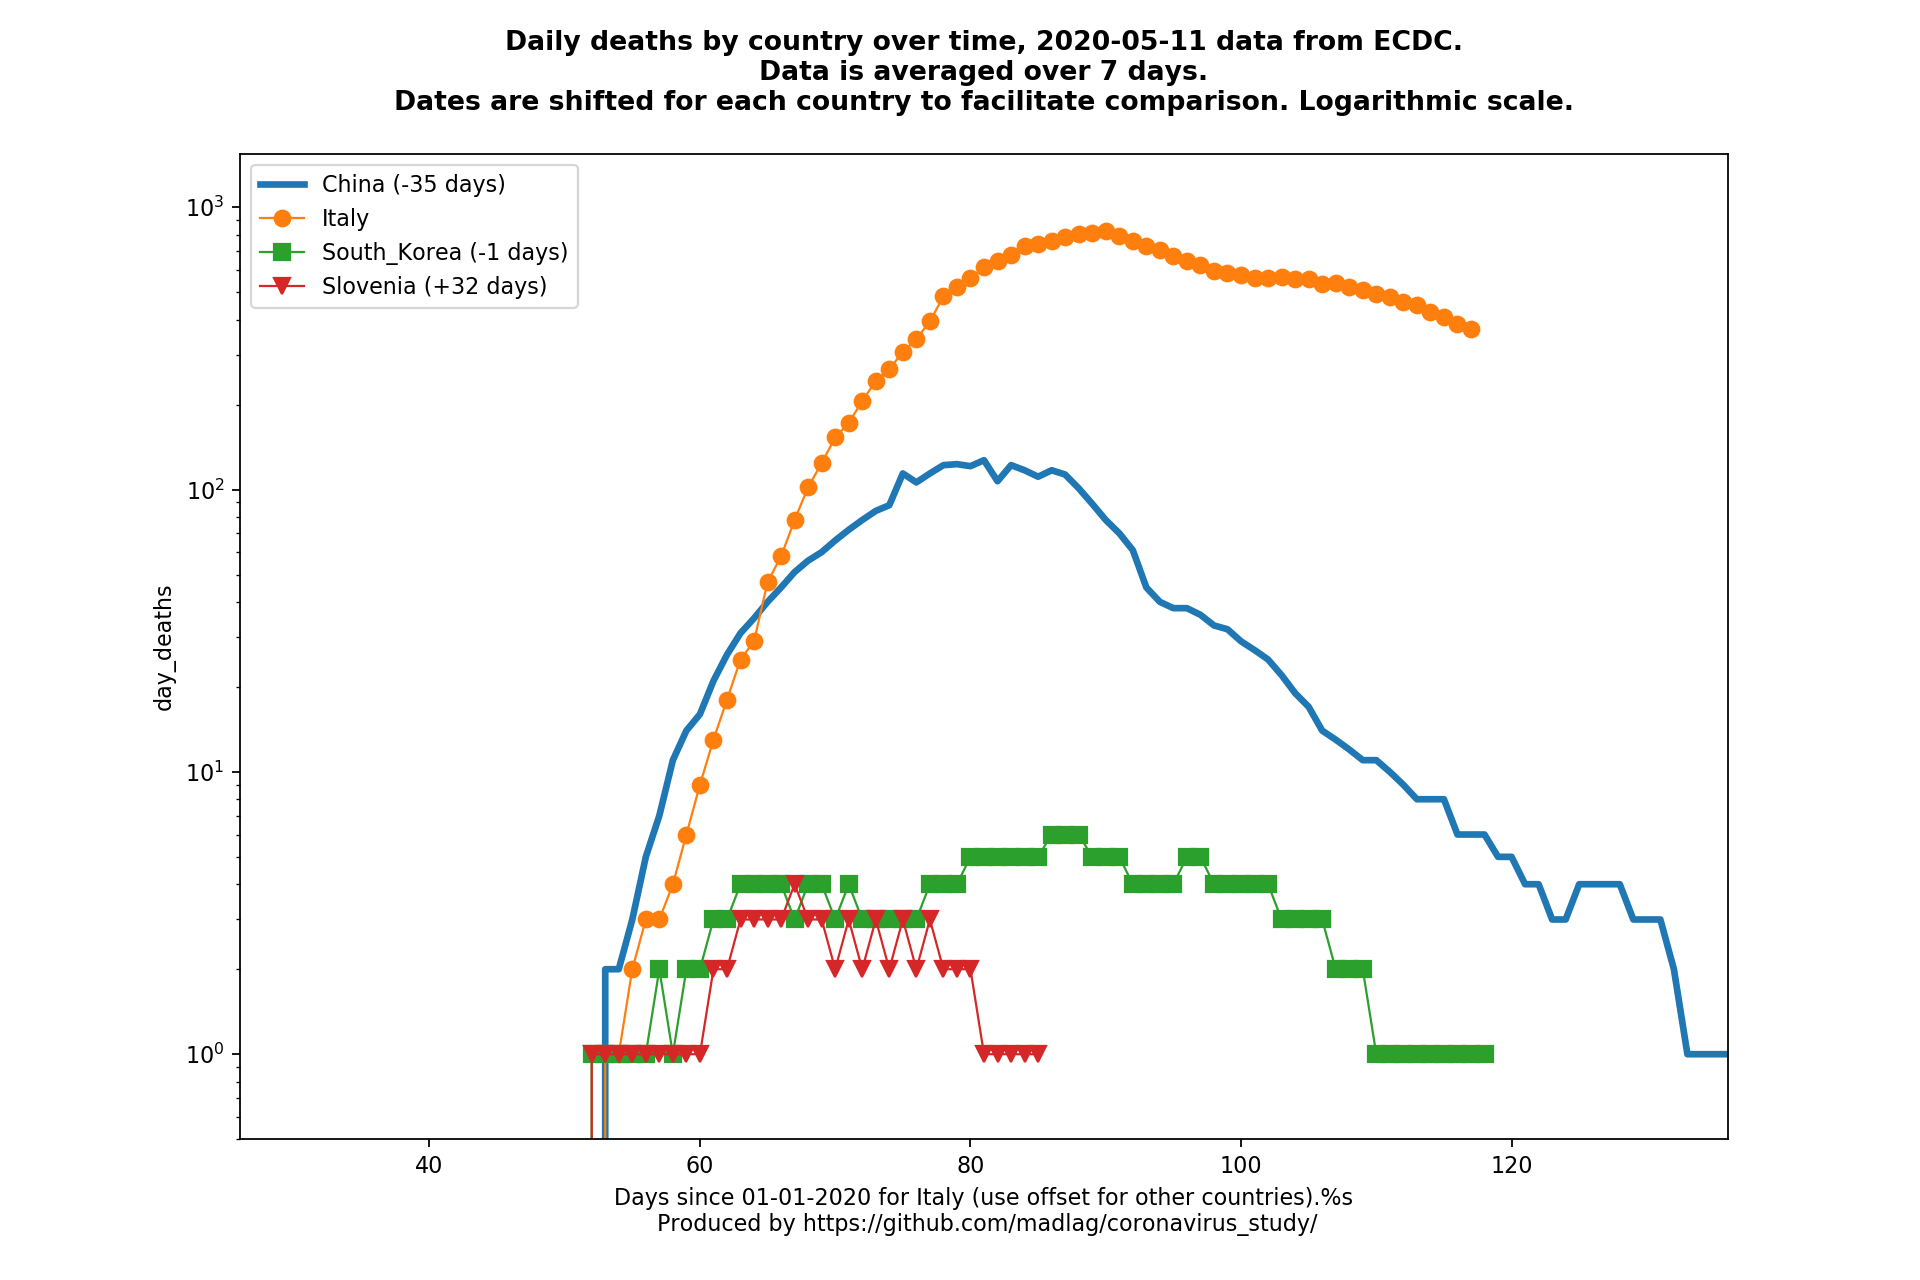 Daily deaths by country over time, 2020-05-11 data from ECDC.
Data is averaged over 7 days.
Dates are shifted for each country to facilitate comparison. Logarithmic scale.
China (-35 days)
Italy
South_Korea (-1 days)
Slovenia (+32 days)
10³
10²
10¹
10⁰
day_deaths
40 60 80 100 120
Days since 01-01-2020 for Italy (use offset for other countries).%s
Produced by https://github.com/madlag/coronavirus_study/